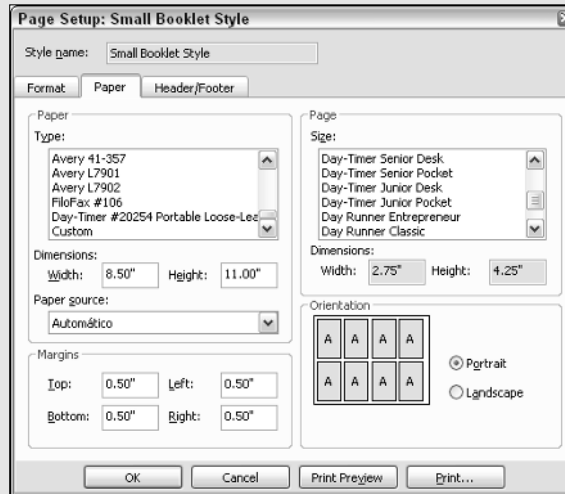 Page Setup: Small Booklet Style
Style name: Small Booklet Style
Format Paper Header/Footer
Paper
Type:
Avery 41-357
Avery L7901
Avery L7902
FiloFax #106
Day-Timer #20254 Portable Loose-Lea
Custom
Dimensions:
Width: 8.50" Height: 11.00"
Paper source:
Automático
Margins
Top: 0.50" Left: 0.50"
Bottom: 0.50" Right: 0.50"
Page
Size:
Day-Timer Senior Desk
Day-Timer Senior Pocket
Day-Timer Junior Desk
Day-Timer Junior Pocket
Day Runner Entrepreneur
Day Runner Classic
Dimensions:
Width: 2.75" Height: 4.25"
Orientation
A A A A
A A A A
Portrait
Landscape
OK Cancel Print Preview Print...